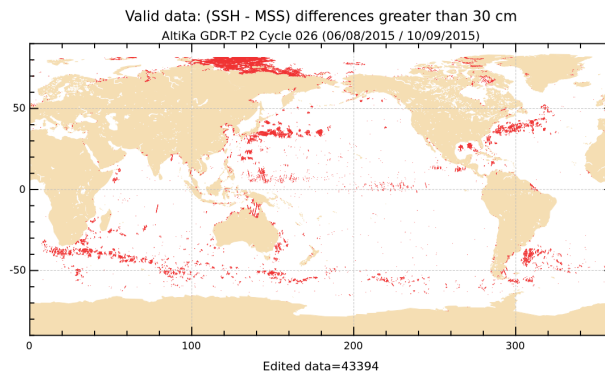 Valid data: (SSH - MSS) differences greater than 30 cm
AltiKa GDR-T P2 Cycle 026 (06/08/2015 / 10/09/2015)
50
0
-50
0
100
200
300
Edited data=43394